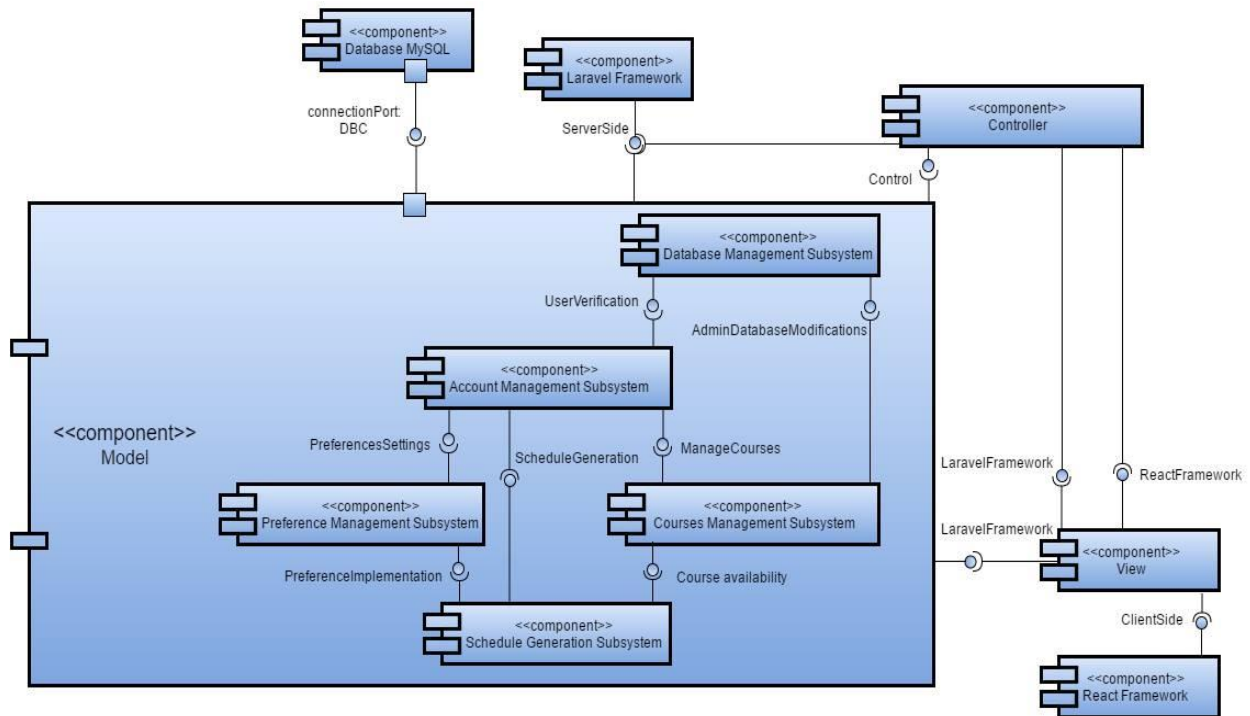 <<component>>
Database MySQL
<<component>>
Laravel Framework
<<component>>
Controller
connectionPort:
DBC
ServerSide
Control
<<component>>
Database Management Subsystem
UserVerification
AdminDatabaseModifications
<<component>>
Account Management Subsystem
<<component>>
Model
PreferencesSettings
ScheduleGeneration
ManageCourses
LaravelFramework
ReactFramework
<<component>>
Preference Management Subsystem
<<component>>
Courses Management Subsystem
LaravelFramework
<<component>>
View
PreferenceImplementation
Course availability
<<component>>
Schedule Generation Subsystem
ClientSide
<<component>>
React Framework